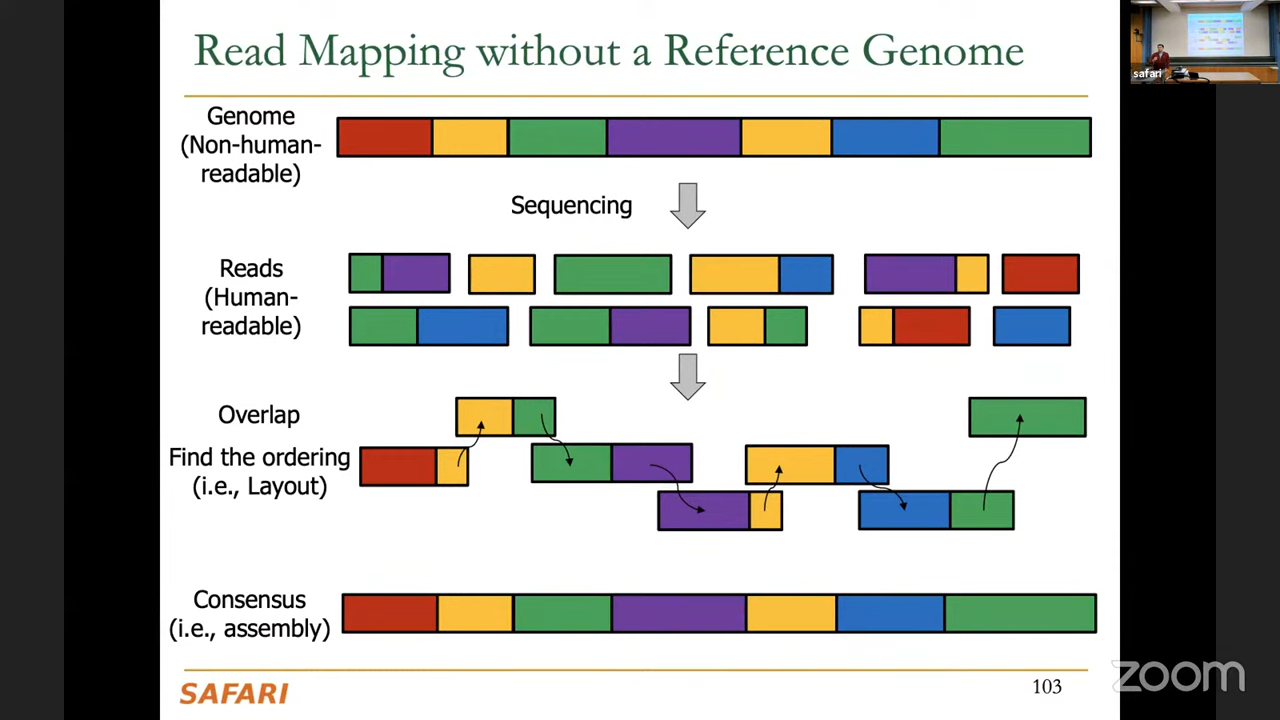 Read Mapping without a Reference Genome
safari
Genome
(Non-human-
readable)
Sequencing
Reads
(Human-
readable)
Overlap
Find the ordering
(i.e., Layout)
Consensus
(i.e., assembly)
SAFARI
103
zoom